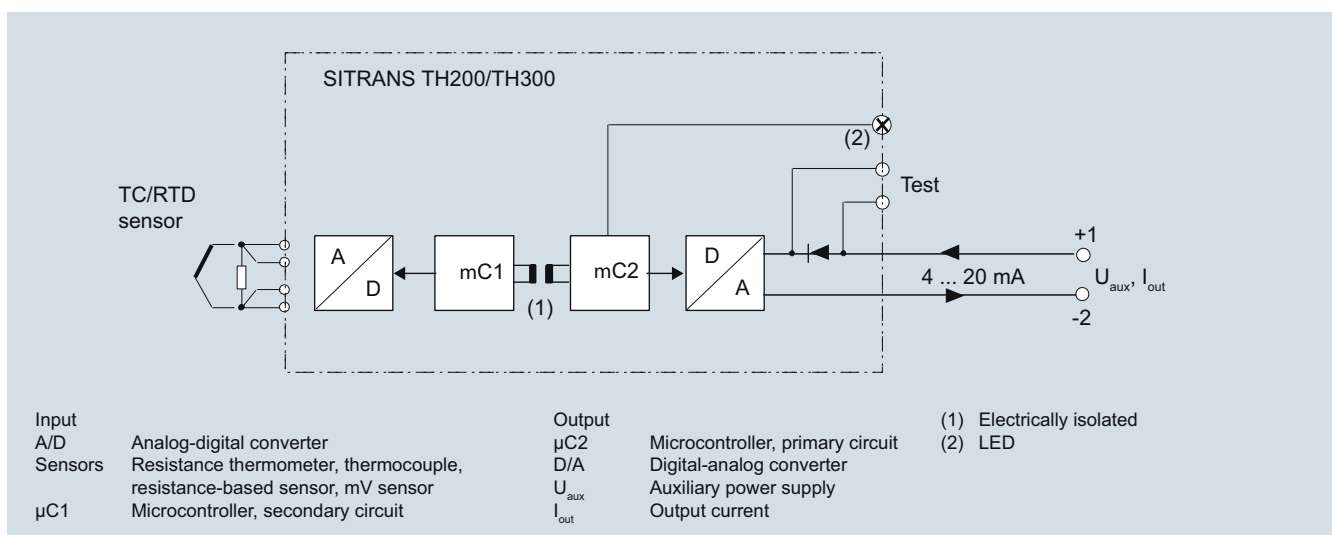 SITRANS TH200/TH300
(2)
Test
TC/RTD
sensor
A
D
mC1
(1)
mC2
D
A
+1
4 ... 20 mA
Uaux, Iout
-2
Input
A/D Analog-digital converter
Sensors Resistance thermometer, thermocouple,
resistance-based sensor, mV sensor
µC1 Microcontroller, secondary circuit
Output
µC2 Microcontroller, primary circuit
D/A Digital-analog converter
Uaux Auxiliary power supply
Iout Output current
(1) Electrically isolated
(2) LED